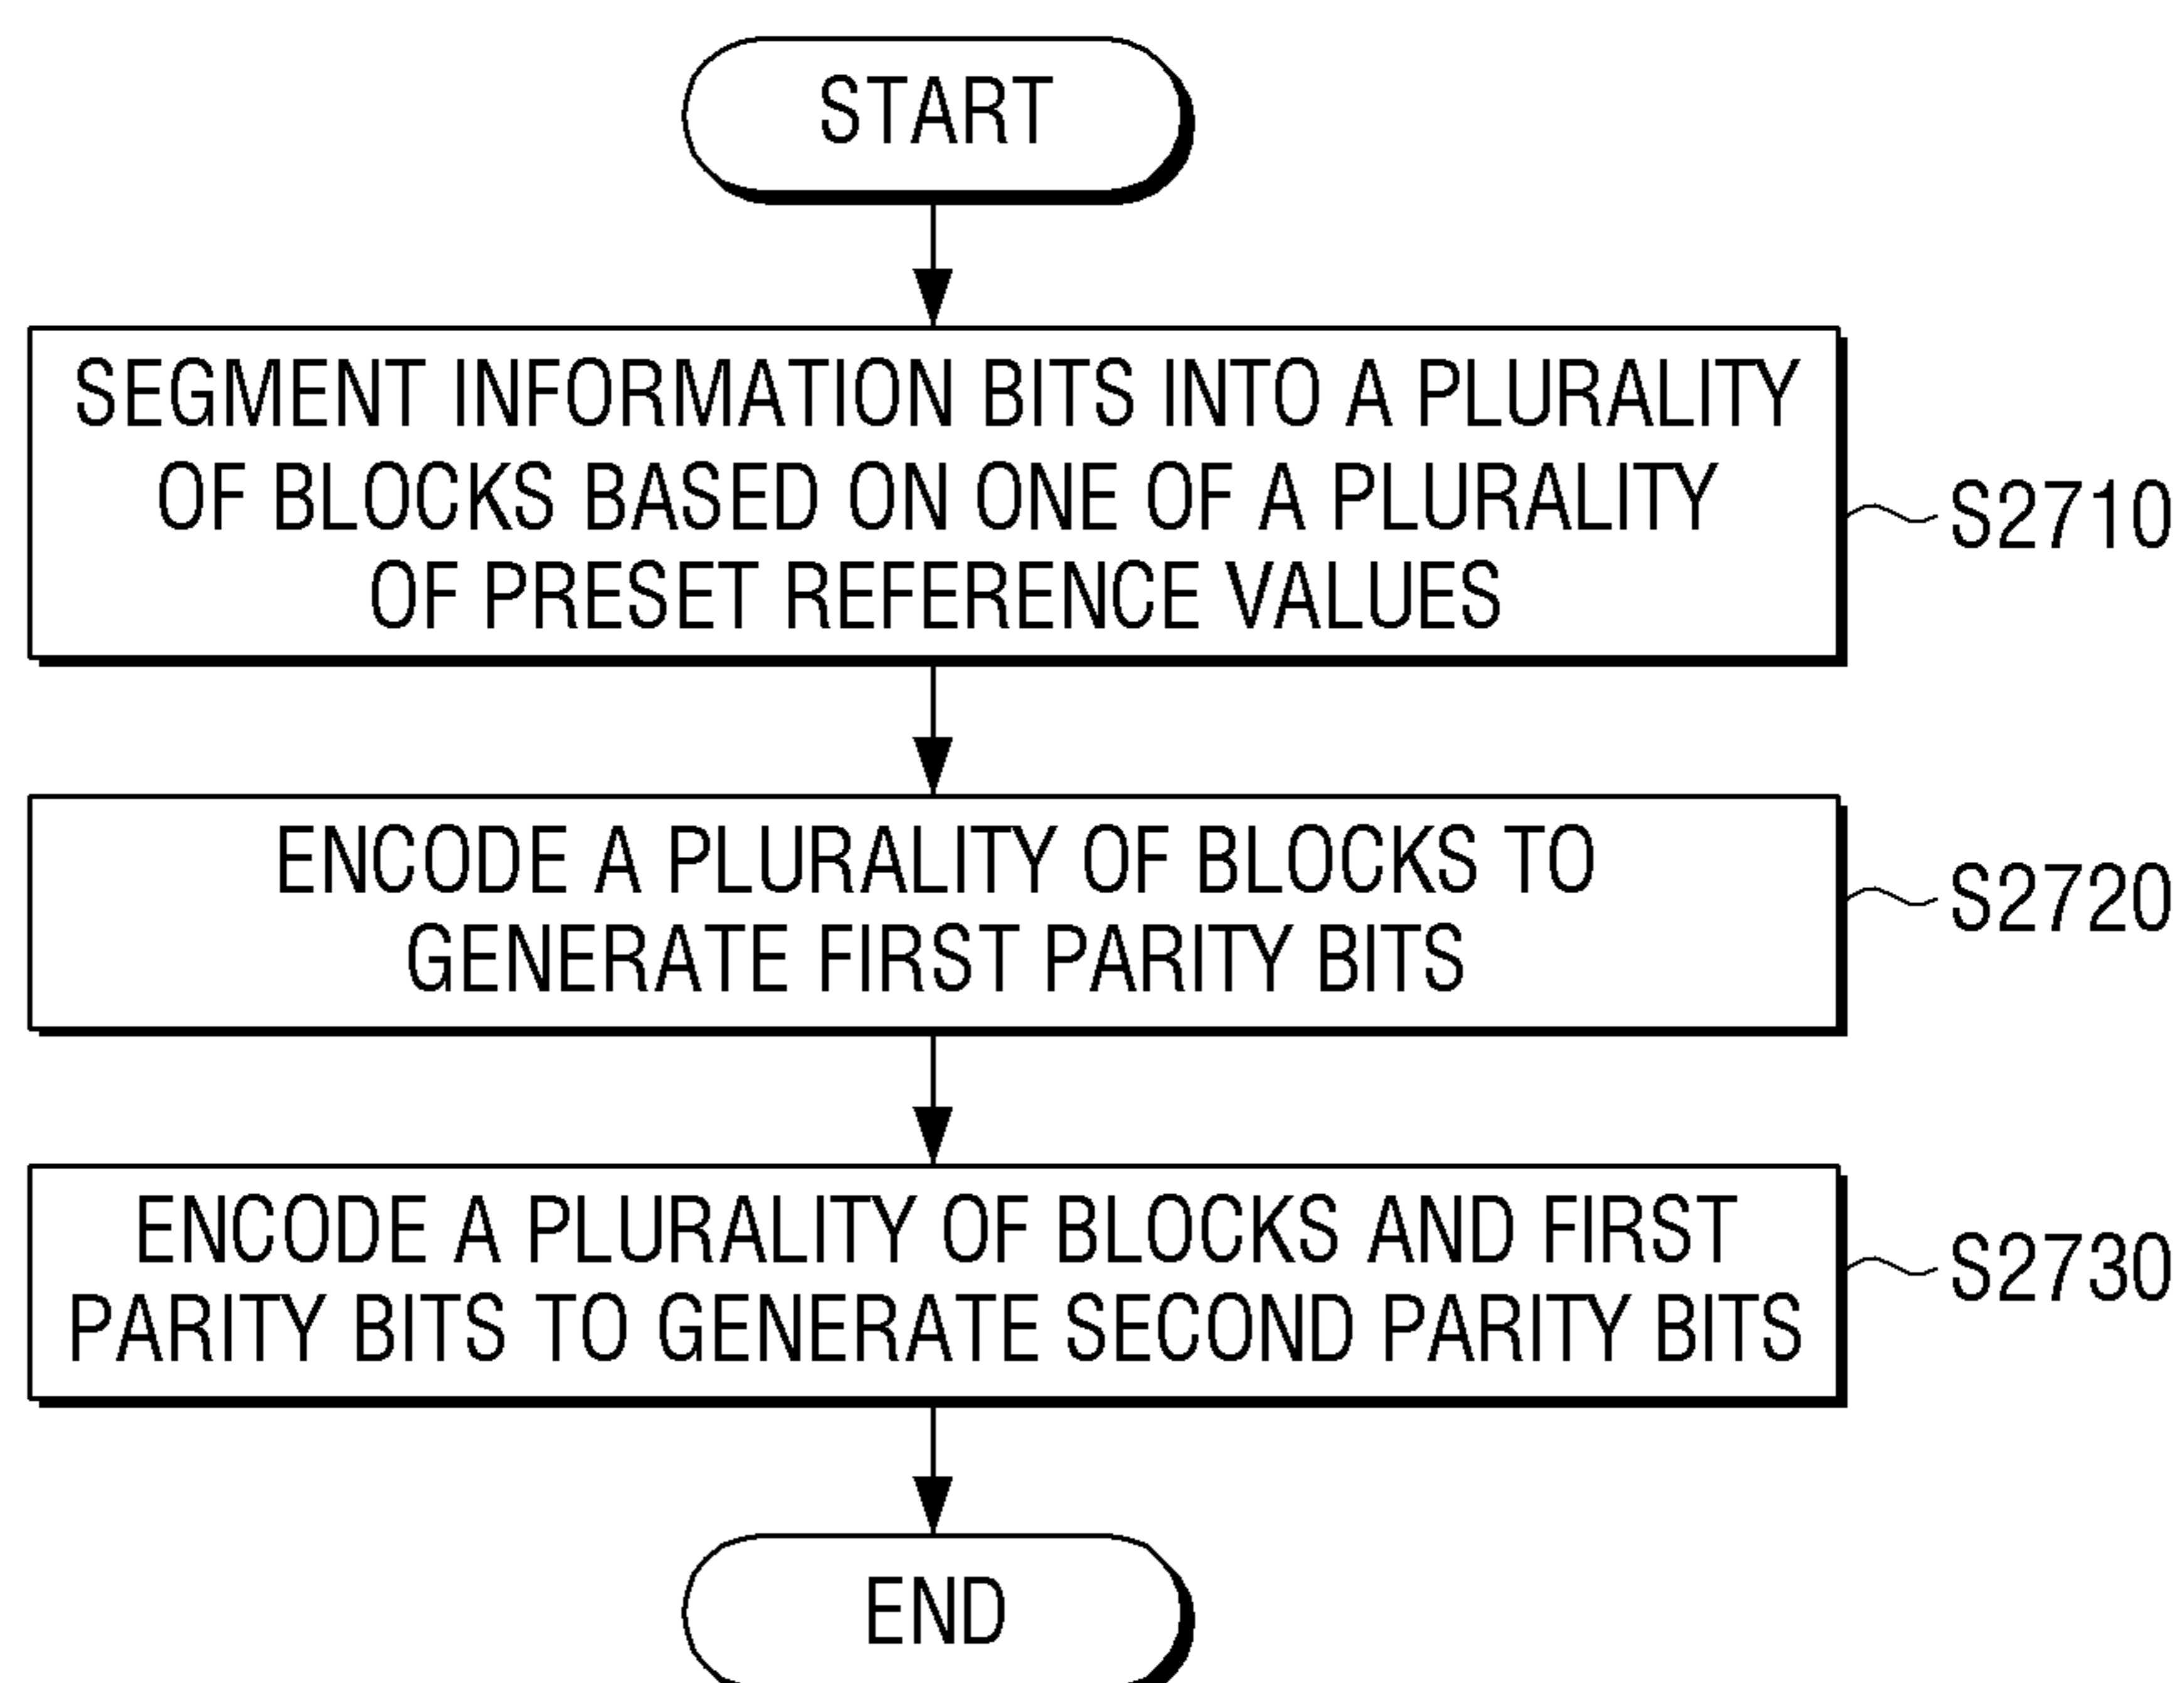 START
SEGMENT INFORMATION BITS INTO A PLURALITY
OF BLOCKS BASED ON ONE OF A PLURALITY
OF PRESET REFERENCE VALUES
S2710
ENCODE A PLURALITY OF BLOCKS TO
GENERATE FIRST PARITY BITS
S2720
ENCODE A PLURALITY OF BLOCKS AND FIRST
PARITY BITS TO GENERATE SECOND PARITY BITS
S2730
END